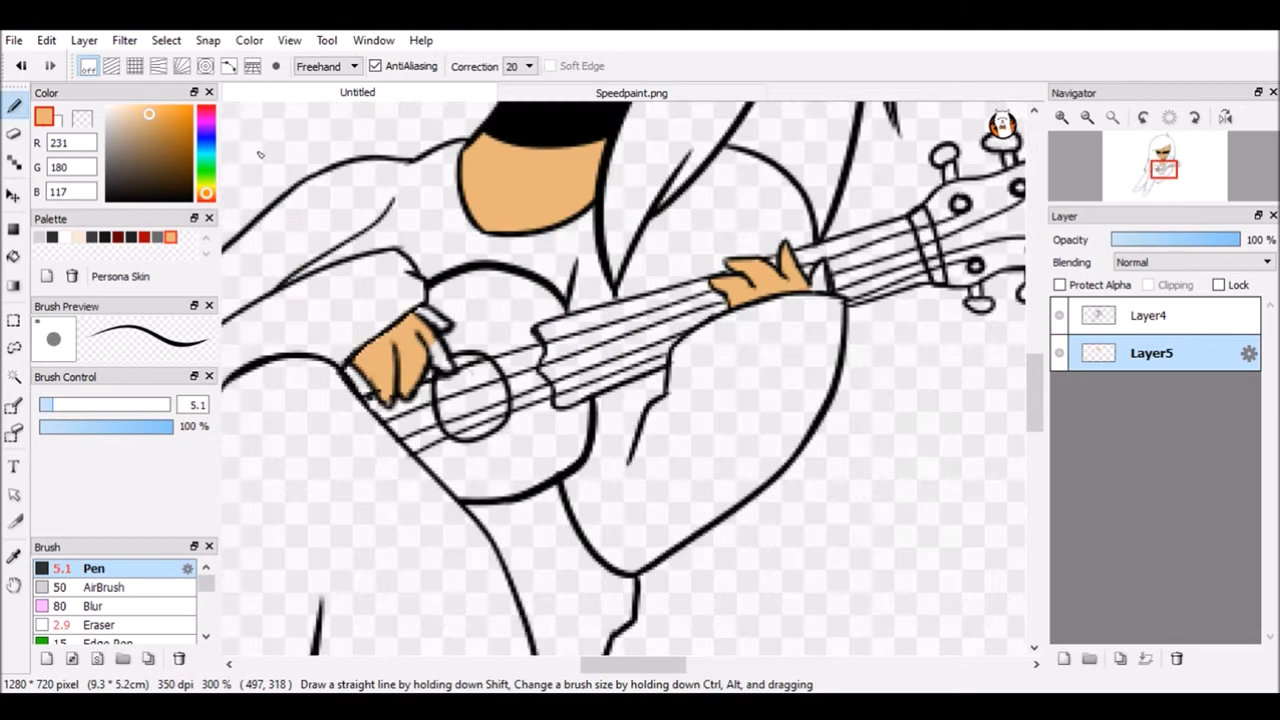 File Edit Layer Filter Select Snap Color View Tool Window Help
Off Freehand AntiAliasing Correction 20 Soft Edge
Color
Untitled Speedpaint.png
Navigator
R 231
G 180
B 117
Palette
Persona Skin
Brush Preview
Brush Control
5.1
100 %
Brush
5.1 Pen
50 AirBrush
80 Blur
2.9 Eraser
15 Edge Pen
Layer
Opacity 100 %
Blending Normal
Protect Alpha Clipping Lock
Layer4
Layer5
T
1280 * 720 pixel (9.3 * 5.2cm) 350 dpi 300 % ( 497, 318 ) Draw a straight line by holding down Shift, Change a brush size by holding down Ctrl, Alt, and dragging